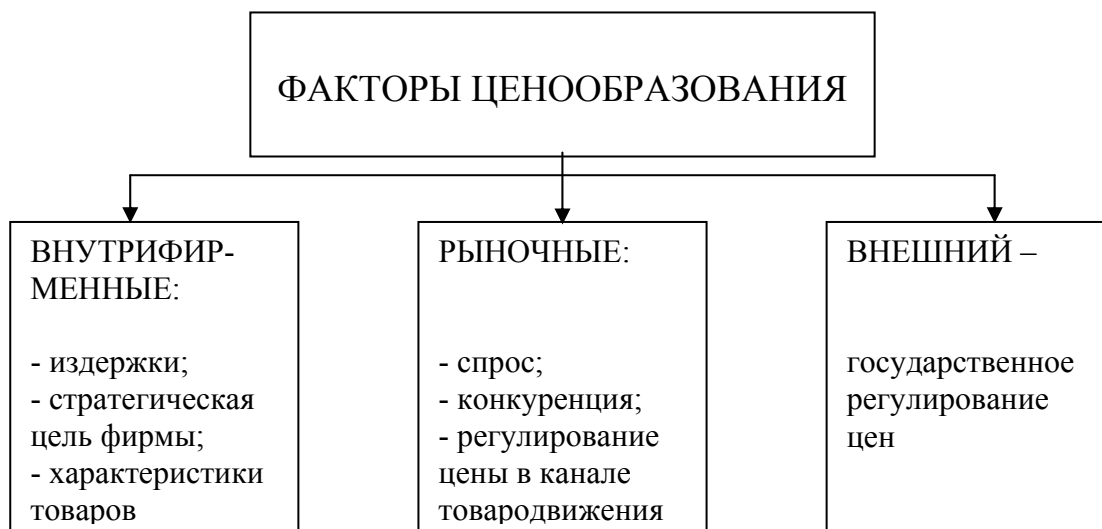 ФАКТОРЫ ЦЕНООБРАЗОВАНИЯ
ВНУТРИФИР-
МЕННЫЕ:
- издержки;
- стратегическая
цель фирмы;
- характеристики
товаров
РЫНОЧНЫЕ:
- спрос;
- конкуренция;
- регулирование
цены в канале
товародвижения
ВНЕШНИЙ –
государственное
регулирование
цен